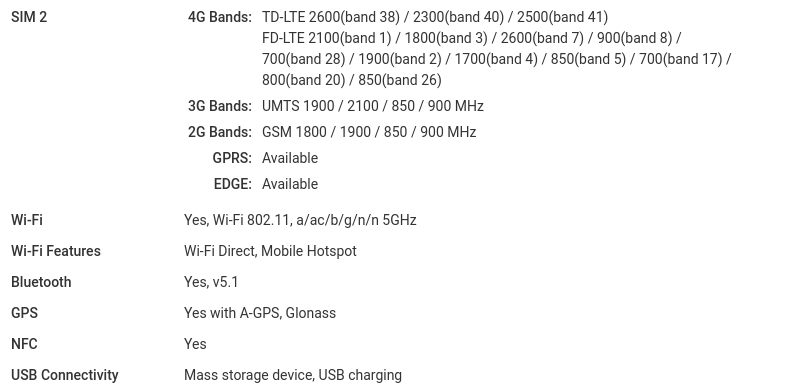 SIM 2 4G Bands: TD-LTE 2600(band 38) / 2300(band 40) / 2500(band 41)
FD-LTE 2100(band 1) / 1800(band 3) / 2600(band 7) / 900(band 8) /
700(band 28) / 1900(band 2) / 1700(band 4) / 850(band 5) / 700(band 17) /
800(band 20) / 850(band 26)
3G Bands: UMTS 1900 / 2100 / 850 / 900 MHz
2G Bands: GSM 1800 / 1900 / 850 / 900 MHz
GPRS: Available
EDGE: Available
Wi-Fi Yes, Wi-Fi 802.11, a/ac/b/g/n/n 5GHz
Wi-Fi Features Wi-Fi Direct, Mobile Hotspot
Bluetooth Yes, v5.1
GPS Yes with A-GPS, Glonass
NFC Yes
USB Connectivity Mass storage device, USB charging